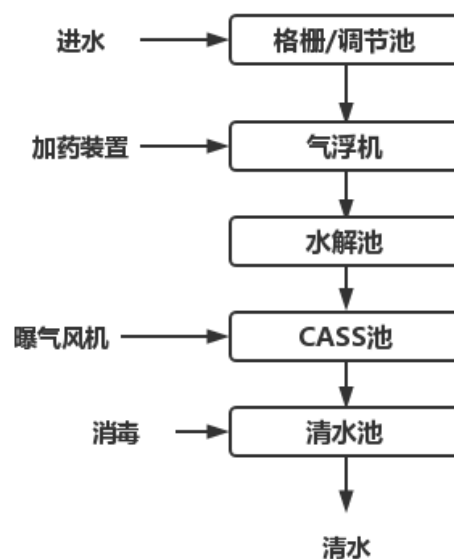 进水
格栅/调节池
加药装置
气浮机
水解池
曝气风机
CASS池
消毒
清水池
清水